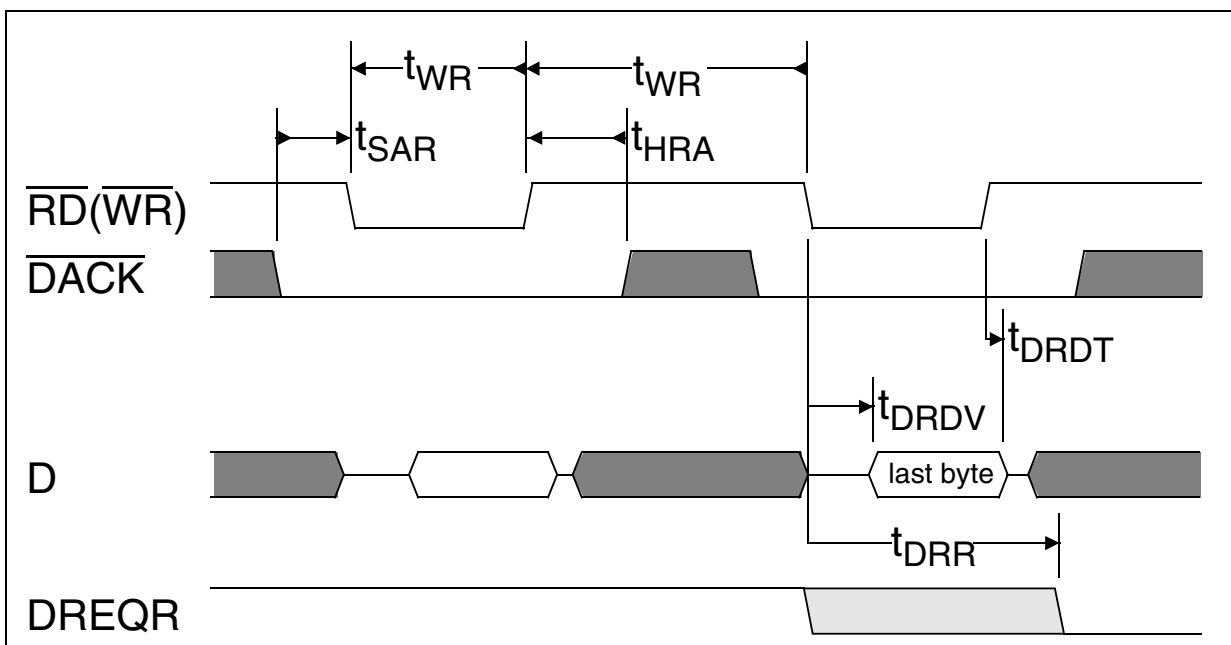 tWR tWR
tSAR tHRA
RD(WR)
DACK
tDRDT
tDRDV
D last byte
tDRR
DREQR